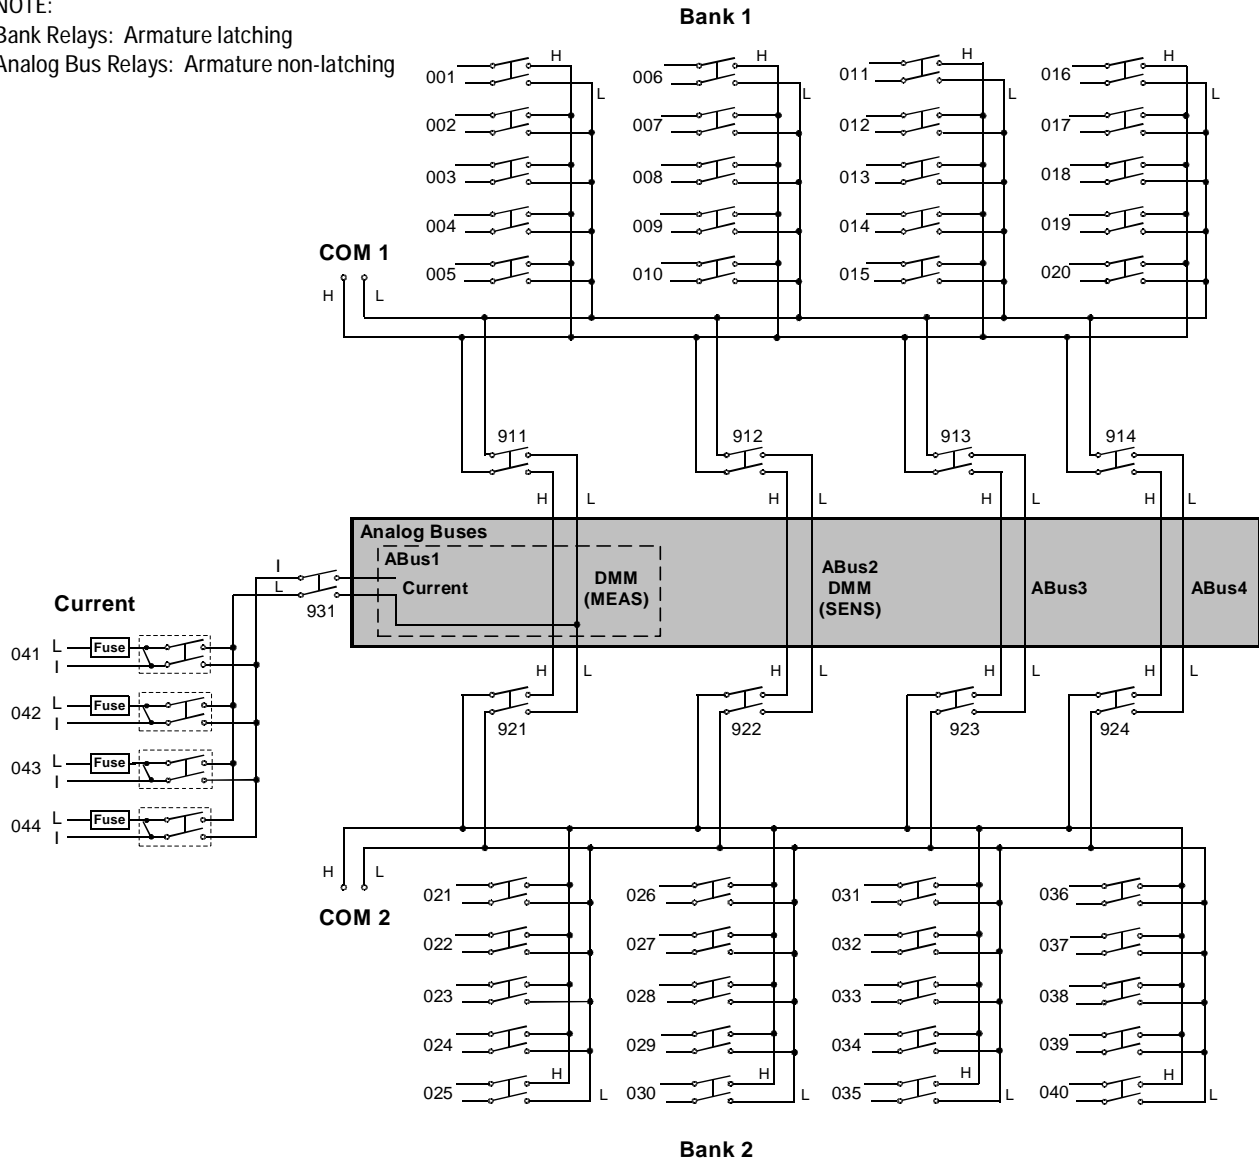 NOTE:
Bank Relays: Armature latching
Analog Bus Relays: Armature non-latching
Bank 1
H H H H
001 006 011 016
L L L L
002 007 012 017
003 008 013 018
004 009 014 019
COM 1
005 010 015 020
H L
911 912 913 914
H L H L H L H L
Analog Buses
ABus1
Current
DMM
(MEAS)
ABus2
DMM
(SENS)
ABus3
ABus4
I
L
931
Current
041 L Fuse
I
042 L Fuse
I
043 L Fuse
I
044 L Fuse
I
H L H L H L H L
921 922 923 924
H L
COM 2
021 026 031 036
022 027 032 037
023 028 033 038
024 029 034 039
H H H H
025 030 035 040
L L L L
Bank 2